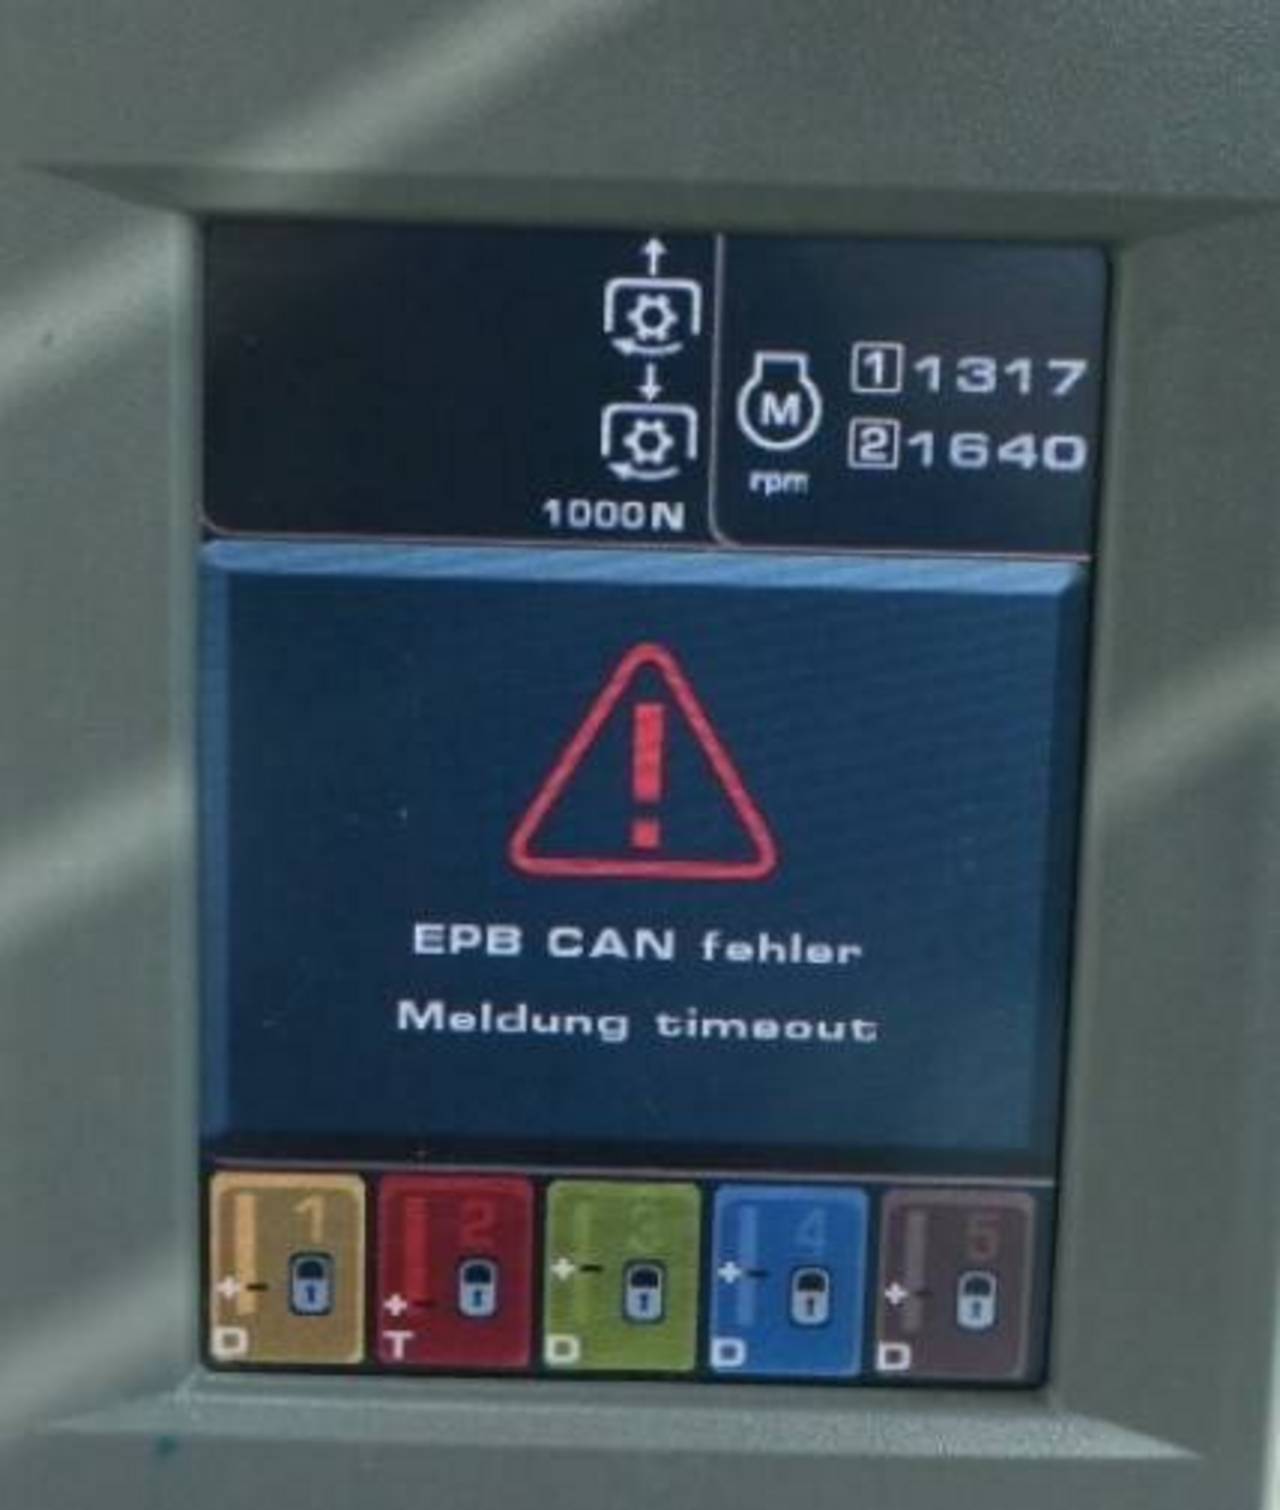 1 1317
M
2 1640
rpm
1000N
EPB CAN fehler
Meldung timeout
1 2 3 4 5
D T D D D